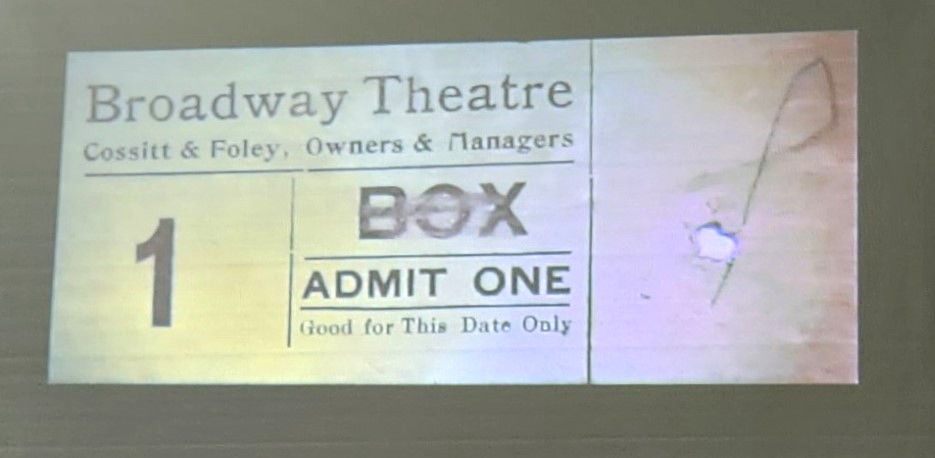 Broadway Theatre
Cossitt & Foley, Owners & Managers
1
BOX
ADMIT ONE
Good for This Date Only